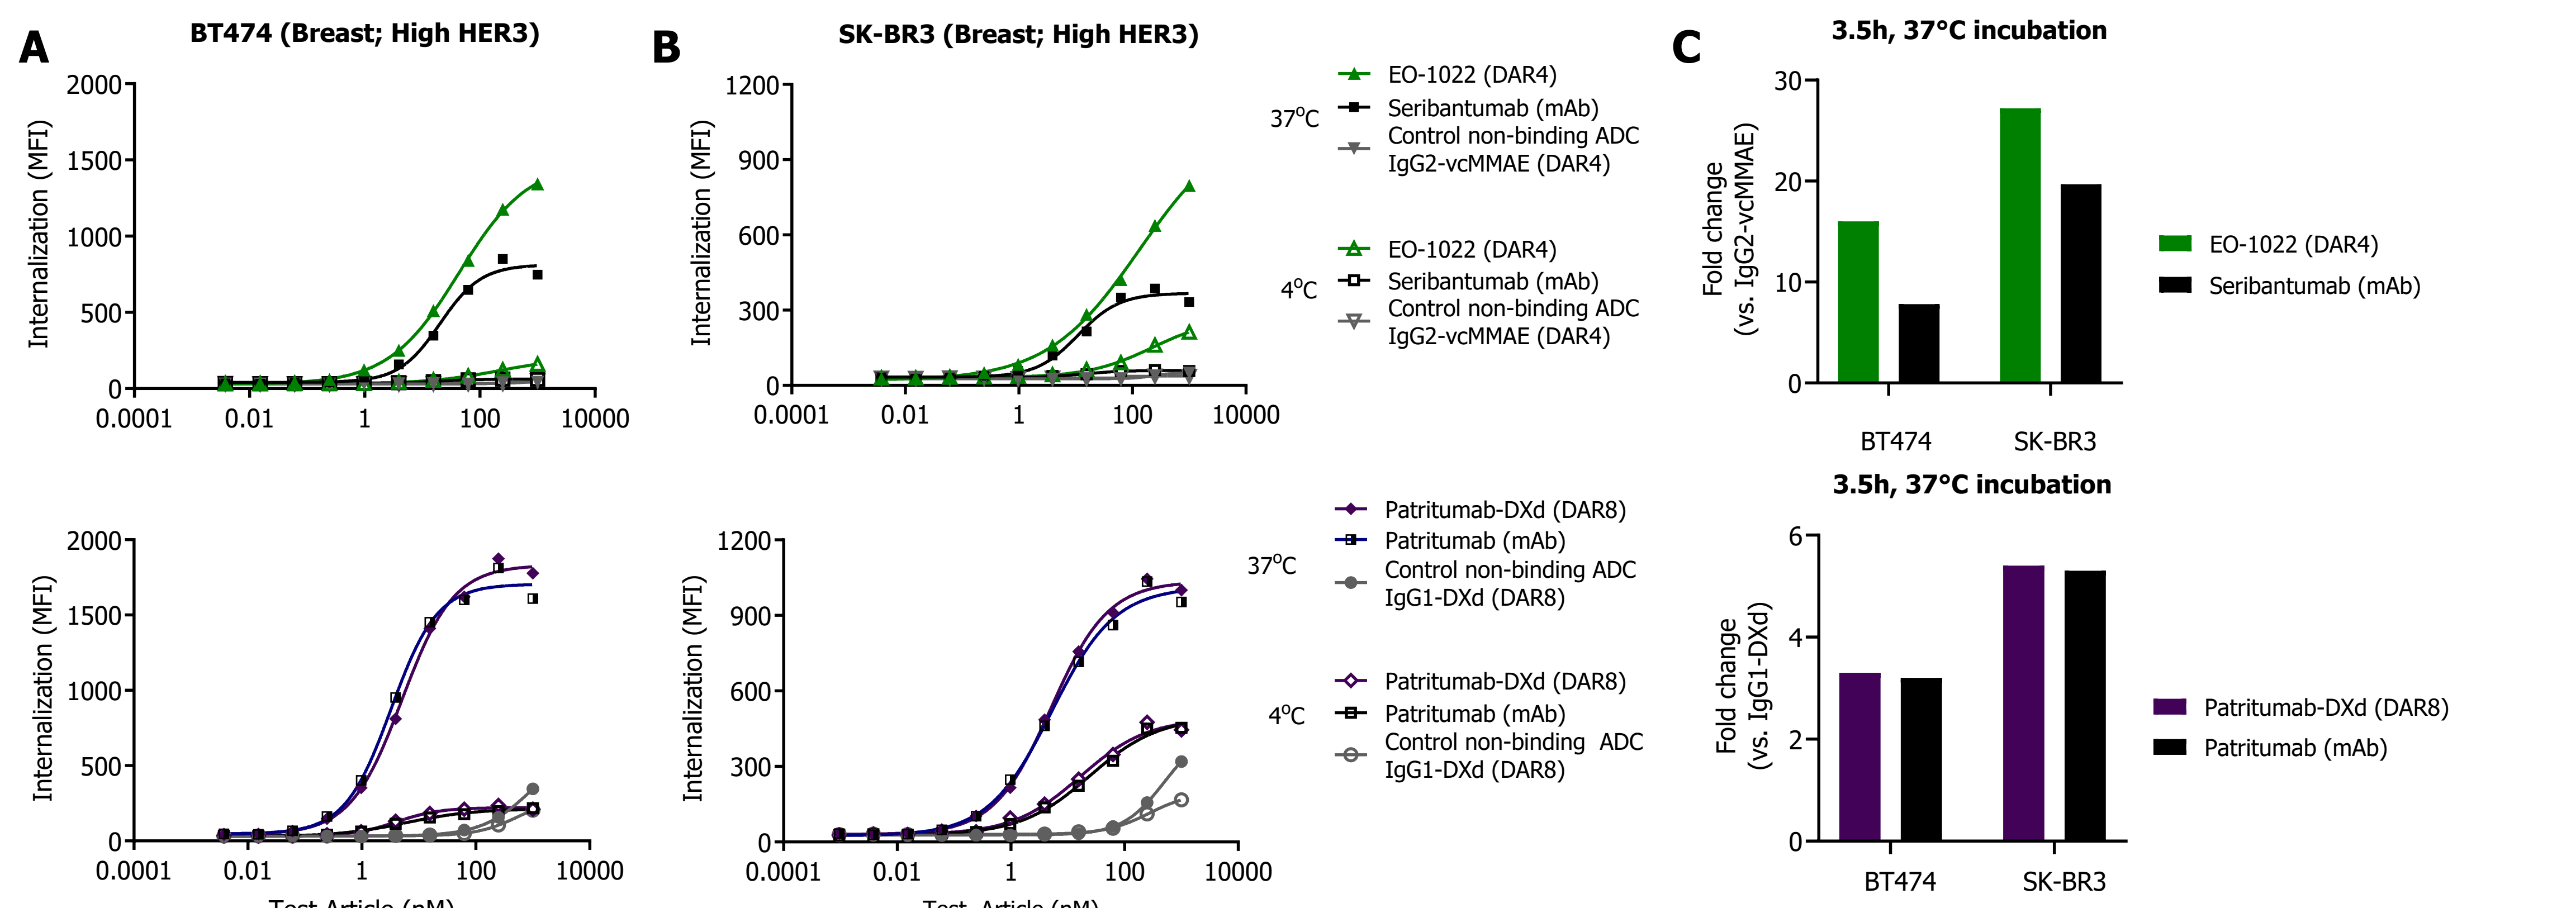 A
BT474 (Breast; High HER3)
Internalization (MFI)
2000
1500
1000
500
0
0.0001
0.01
1
100
10000
B
SK-BR3 (Breast; High HER3)
Internalization (MFI)
1200
900
600
300
0
0.0001
0.01
1
100
10000
37°C
EO-1022 (DAR4)
Seribantumab (mAb)
Control non-binding ADC
IgG2-vcMMAE (DAR4)
4°C
EO-1022 (DAR4)
Seribantumab (mAb)
Control non-binding ADC
IgG2-vcMMAE (DAR4)
C
3.5h, 37°C incubation
Fold change
(vs. IgG2-vcMMAE)
30
20
10
0
BT474
SK-BR3
EO-1022 (DAR4)
Seribantumab (mAb)
Internalization (MFI)
2000
1500
1000
500
0
0.0001
0.01
1
100
10000
Test Article (nM)
Internalization (MFI)
1200
900
600
300
0
0.0001
0.01
1
100
10000
Test Article (nM)
37°C
Patritumab-DXd (DAR8)
Patritumab (mAb)
Control non-binding ADC
IgG1-DXd (DAR8)
4°C
Patritumab-DXd (DAR8)
Patritumab (mAb)
Control non-binding ADC
IgG1-DXd (DAR8)
3.5h, 37°C incubation
Fold change
(vs. IgG1-DXd)
6
4
2
0
BT474
SK-BR3
Patritumab-DXd (DAR8)
Patritumab (mAb)